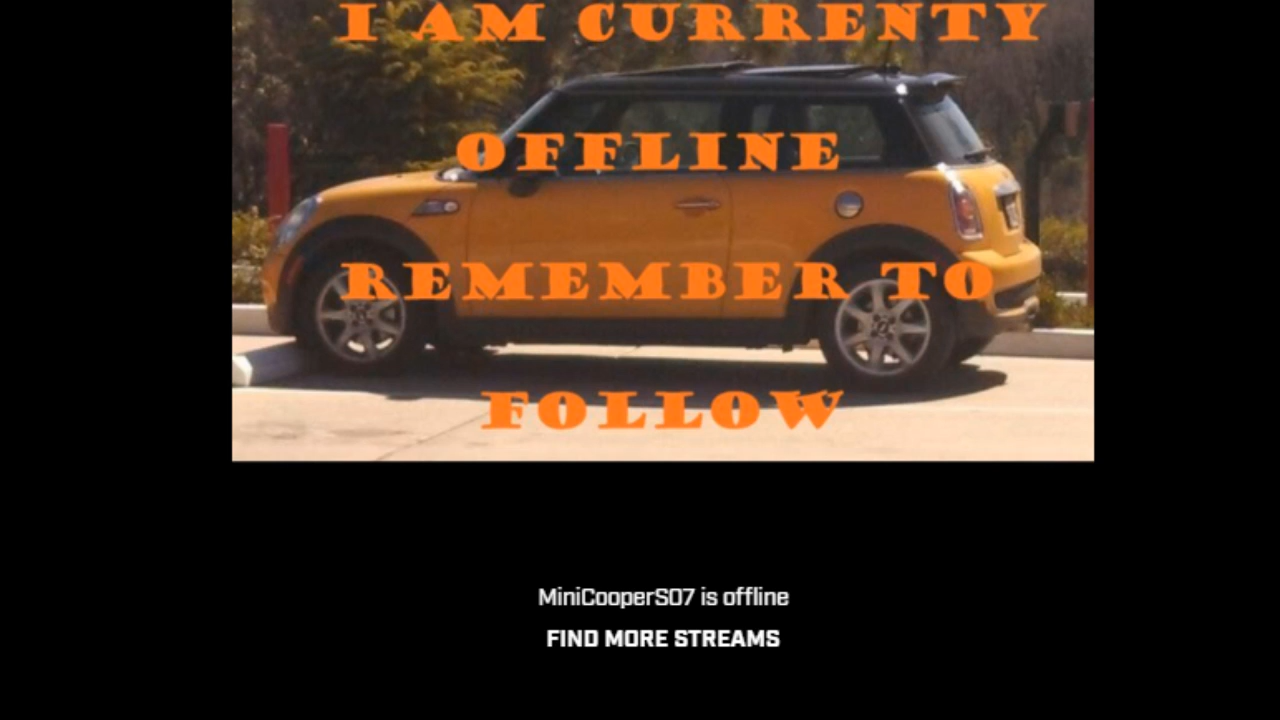 I AM CURRENTY
OFFLINE
REMEMBER TO
FOLLOW
MiniCooperS07 is offline
FIND MORE STREAMS